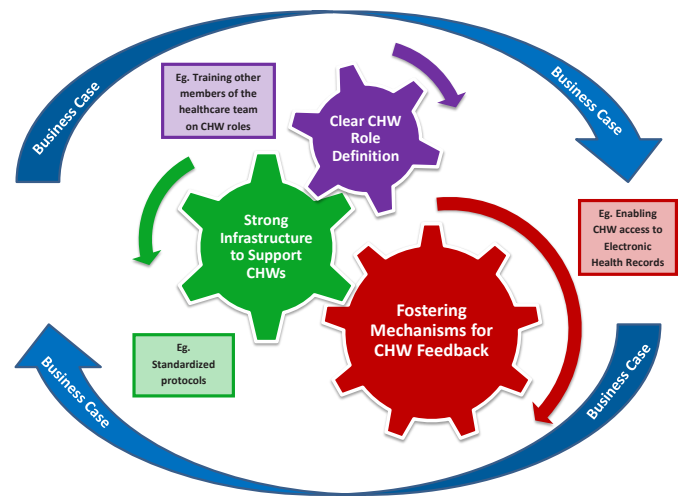 Business Case
Business Case
Eg. Training other
members of the
healthcare team
on CHW roles
Clear CHW
Role
Definition
Strong
Infrastructure
to Support
CHWs
Eg. Enabling
CHW access to
Electronic
Health Records
Fostering
Mechanisms for
CHW Feedback
Eg.
Standardized
protocols
Business Case
Business Case